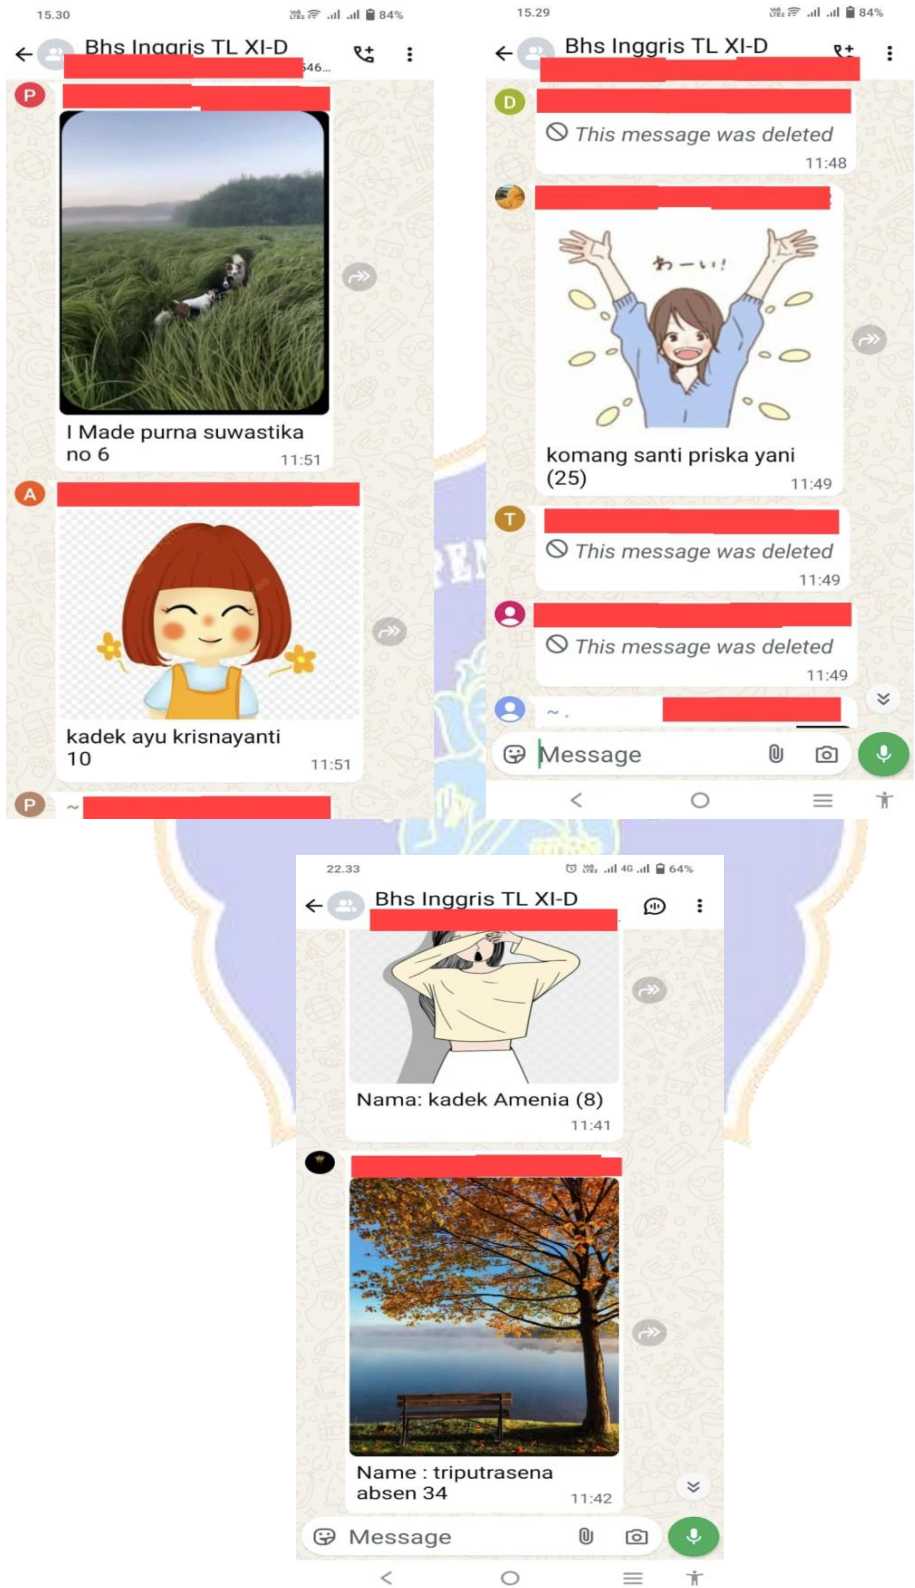 15.30
84%
Bhs Inggris TL XI-D
546...
P
I Made purna suwastika
no 6
11:51
A
kadek ayu krisnayanti
10
11:51
P
~
15.29
84%
Bhs Inggris TL XI-D
D
This message was deleted
11:48
わーい!
komang santi priska yani
(25)
11:49
T
This message was deleted
11:49
This message was deleted
11:49
~ .
Message
22.33
4G
64%
Bhs Inggris TL XI-D
Nama: kadek Amenia (8)
11:41
Name : triputrasena
absen 34
11:42
Message